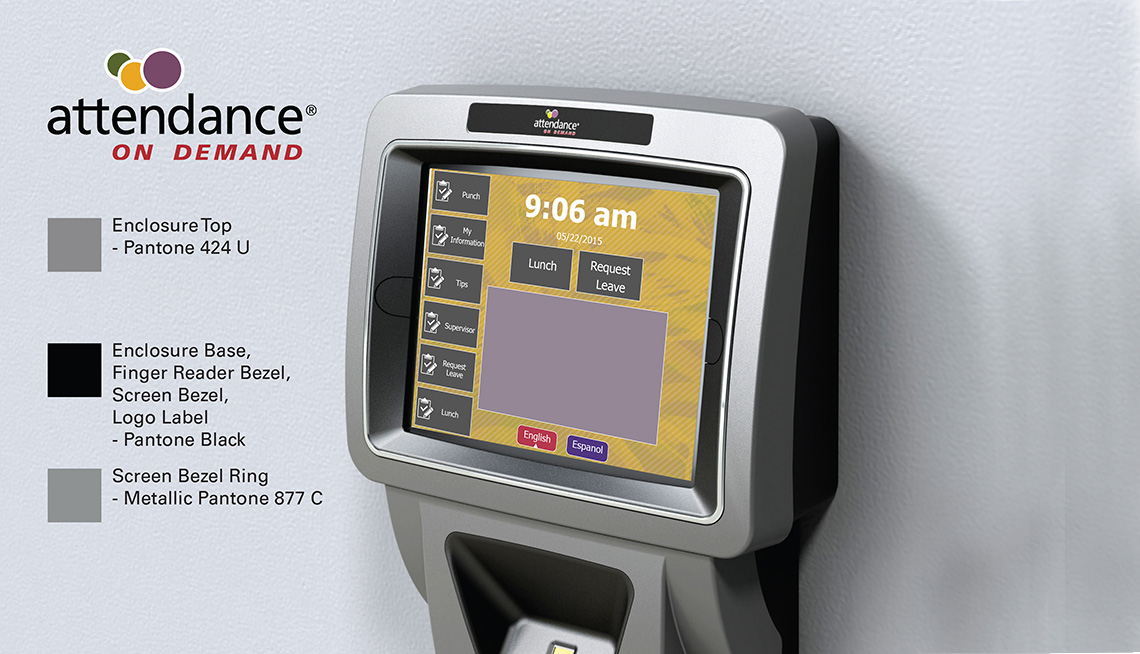 attendance®
ON DEMAND
Enclosure Top
- Pantone 424 U
Enclosure Base,
Finger Reader Bezel,
Screen Bezel,
Logo Label
- Pantone Black
Screen Bezel Ring
- Metallic Pantone 877 C
attendance®
ON DEMAND
Punch
My
Information
Tips
Supervisor
Request
Leave
Lunch
9:06 am
05/22/2015
Lunch
Request
Leave
English
Espanol